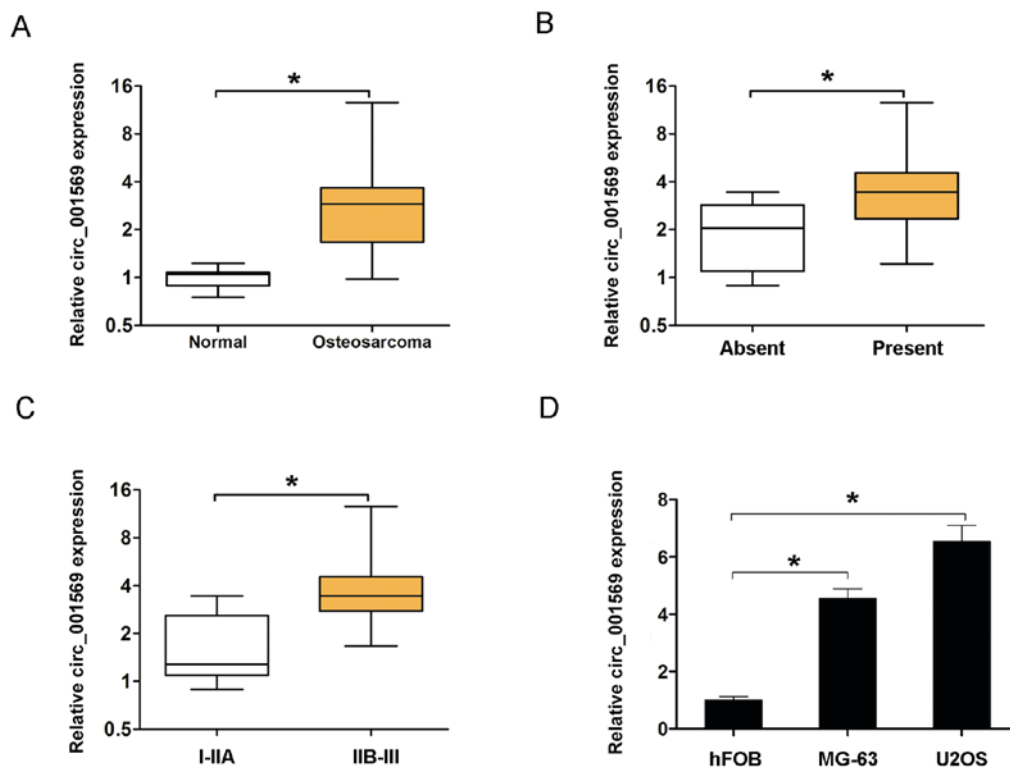 A
Relative circ_001569 expression
16
8
4
2
1
0.5
*
Normal
Osteosarcoma
B
Relative circ_001569 expression
16
8
4
2
1
0.5
*
Absent
Present
C
Relative circ_001569 expression
16
8
4
2
1
0.5
*
I-IIA
IIB-III
D
Relative circ_001569 expression
8
6
4
2
0
*
*
hFOB
MG-63
U2OS